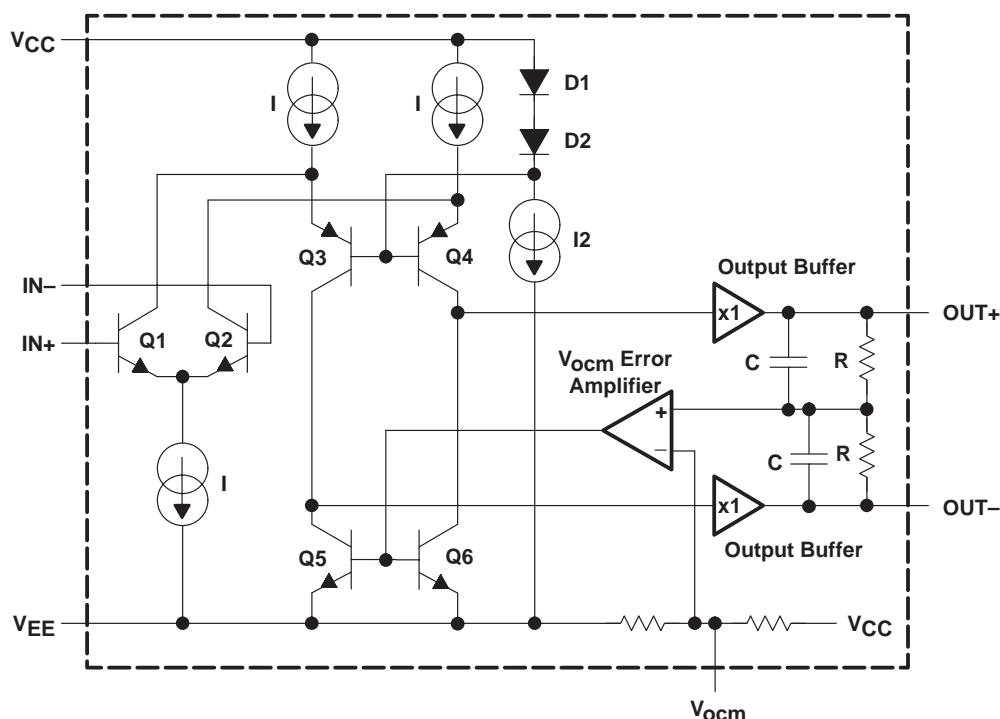 VCC
I
I
D1
D2
I2
Q3
Q4
IN–
IN+
Q1
Q2
I
Output Buffer
x1
OUT+
C
R
Vocm Error
Amplifier
+
–
C
R
x1
OUT–
Output Buffer
Q5
Q6
VEE
VCC
Vocm